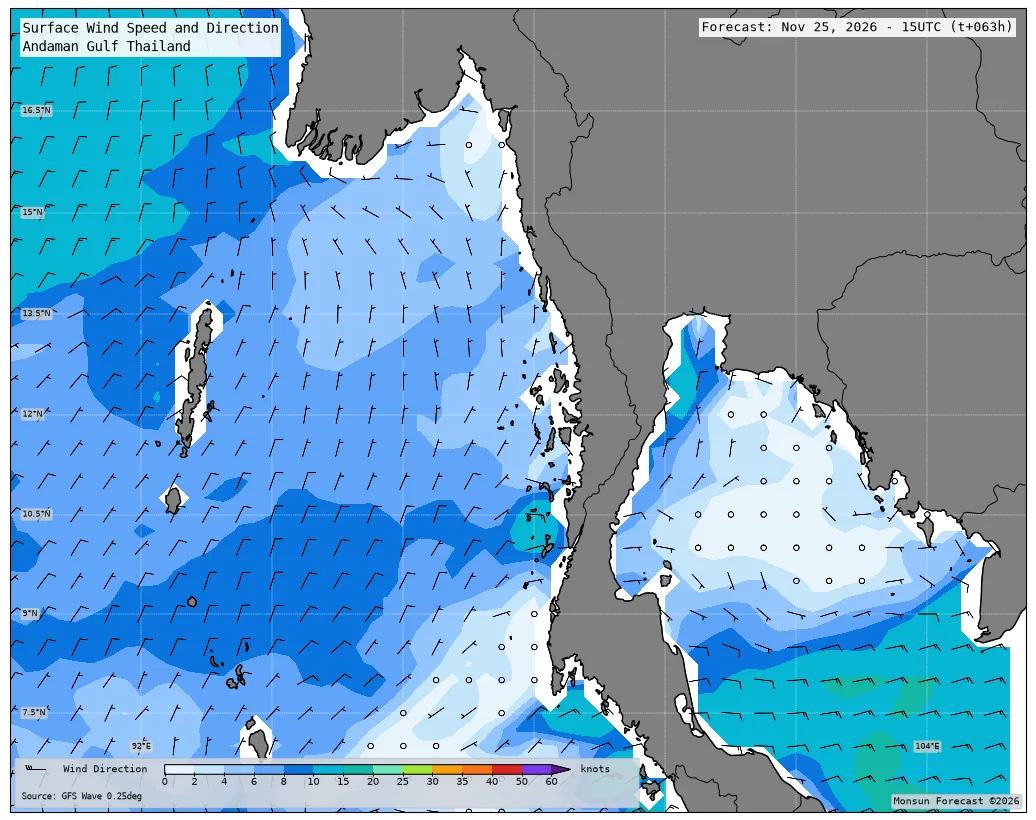 Surface Wind Speed and Direction
Andaman Gulf Thailand
Forecast: Nov 25, 2026 - 15UTC (t+063h)
16.5°N
15°N
13.5°N
12°N
10.5°N
9°N
7.5°N
92°E
104°E
Wind Direction
0 2 4 6 8 10 15 20 25 30 35 40 50 60 knots
Source: GFS Wave 0.25deg
Monsun Forecast ©2026